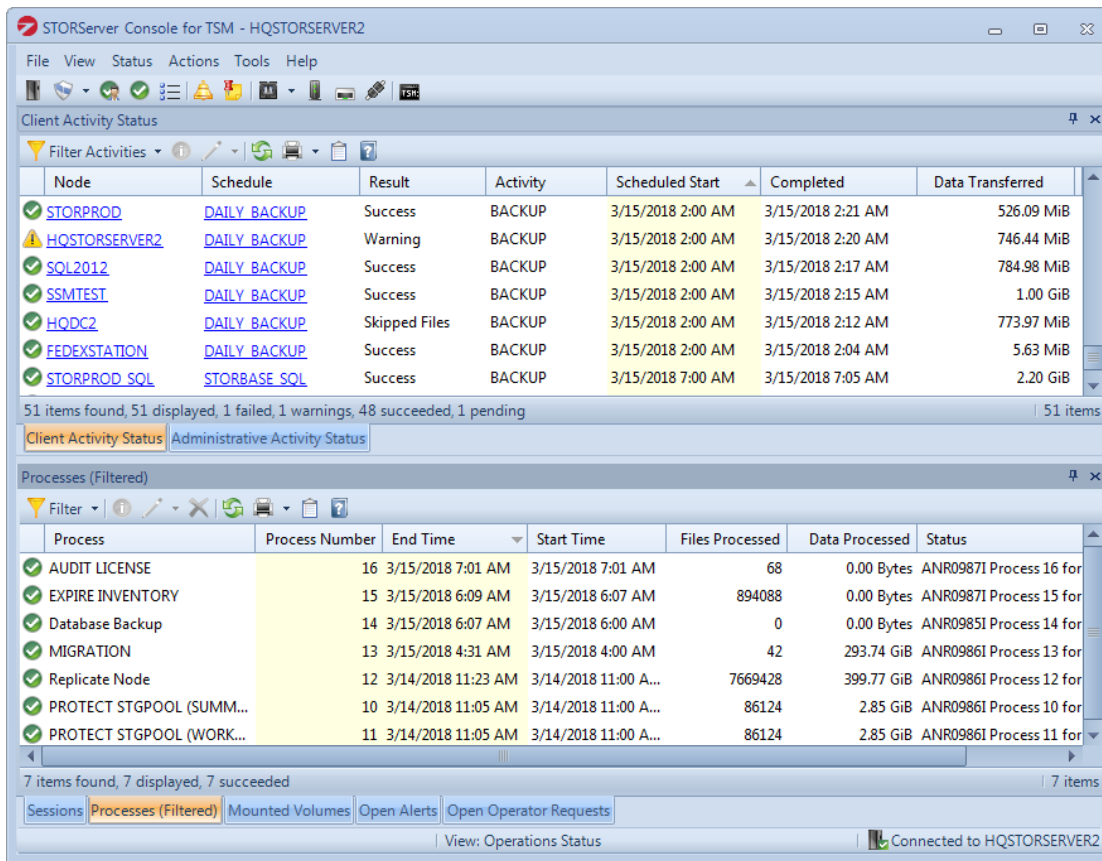 STORServer Console for TSM - HQSTORSERVER2
File View Status Actions Tools Help
TSM:
Client Activity Status
Filter Activities
Node Schedule Result Activity Scheduled Start Completed Data Transferred
STORPROD DAILY_BACKUP Success BACKUP 3/15/2018 2:00 AM 3/15/2018 2:21 AM 526.09 MiB
HQSTORSERVER2 DAILY_BACKUP Warning BACKUP 3/15/2018 2:00 AM 3/15/2018 2:20 AM 746.44 MiB
SQL2012 DAILY_BACKUP Success BACKUP 3/15/2018 2:00 AM 3/15/2018 2:17 AM 784.98 MiB
SSMTEST DAILY_BACKUP Success BACKUP 3/15/2018 2:00 AM 3/15/2018 2:15 AM 1.00 GiB
HQDC2 DAILY_BACKUP Skipped Files BACKUP 3/15/2018 2:00 AM 3/15/2018 2:12 AM 773.97 MiB
FEDEXSTATION DAILY_BACKUP Success BACKUP 3/15/2018 2:00 AM 3/15/2018 2:04 AM 5.63 MiB
STORPROD_SQL STORBASE_SQL Success BACKUP 3/15/2018 7:00 AM 3/15/2018 7:05 AM 2.20 GiB
51 items found, 51 displayed, 1 failed, 1 warnings, 48 succeeded, 1 pending 51 items
Client Activity Status Administrative Activity Status
Processes (Filtered)
Filter
Process Process Number End Time Start Time Files Processed Data Processed Status
AUDIT LICENSE 16 3/15/2018 7:01 AM 3/15/2018 7:01 AM 68 0.00 Bytes ANR0987I Process 16 for
EXPIRE INVENTORY 15 3/15/2018 6:09 AM 3/15/2018 6:07 AM 894088 0.00 Bytes ANR0987I Process 15 for
Database Backup 14 3/15/2018 6:07 AM 3/15/2018 6:00 AM 0 0.00 Bytes ANR0985I Process 14 for
MIGRATION 13 3/15/2018 4:31 AM 3/15/2018 4:00 AM 42 293.74 GiB ANR0986I Process 13 for
Replicate Node 12 3/14/2018 11:23 AM 3/14/2018 11:00 A... 7669428 399.77 GiB ANR0986I Process 12 for
PROTECT STGPOOL (SUMM... 10 3/14/2018 11:05 AM 3/14/2018 11:00 A... 86124 2.85 GiB ANR0986I Process 10 for
PROTECT STGPOOL (WORK... 11 3/14/2018 11:05 AM 3/14/2018 11:00 A... 86124 2.85 GiB ANR0986I Process 11 for
7 items found, 7 displayed, 7 succeeded 7 items
Sessions Processes (Filtered) Mounted Volumes Open Alerts Open Operator Requests
View: Operations Status Connected to HQSTORSERVER2